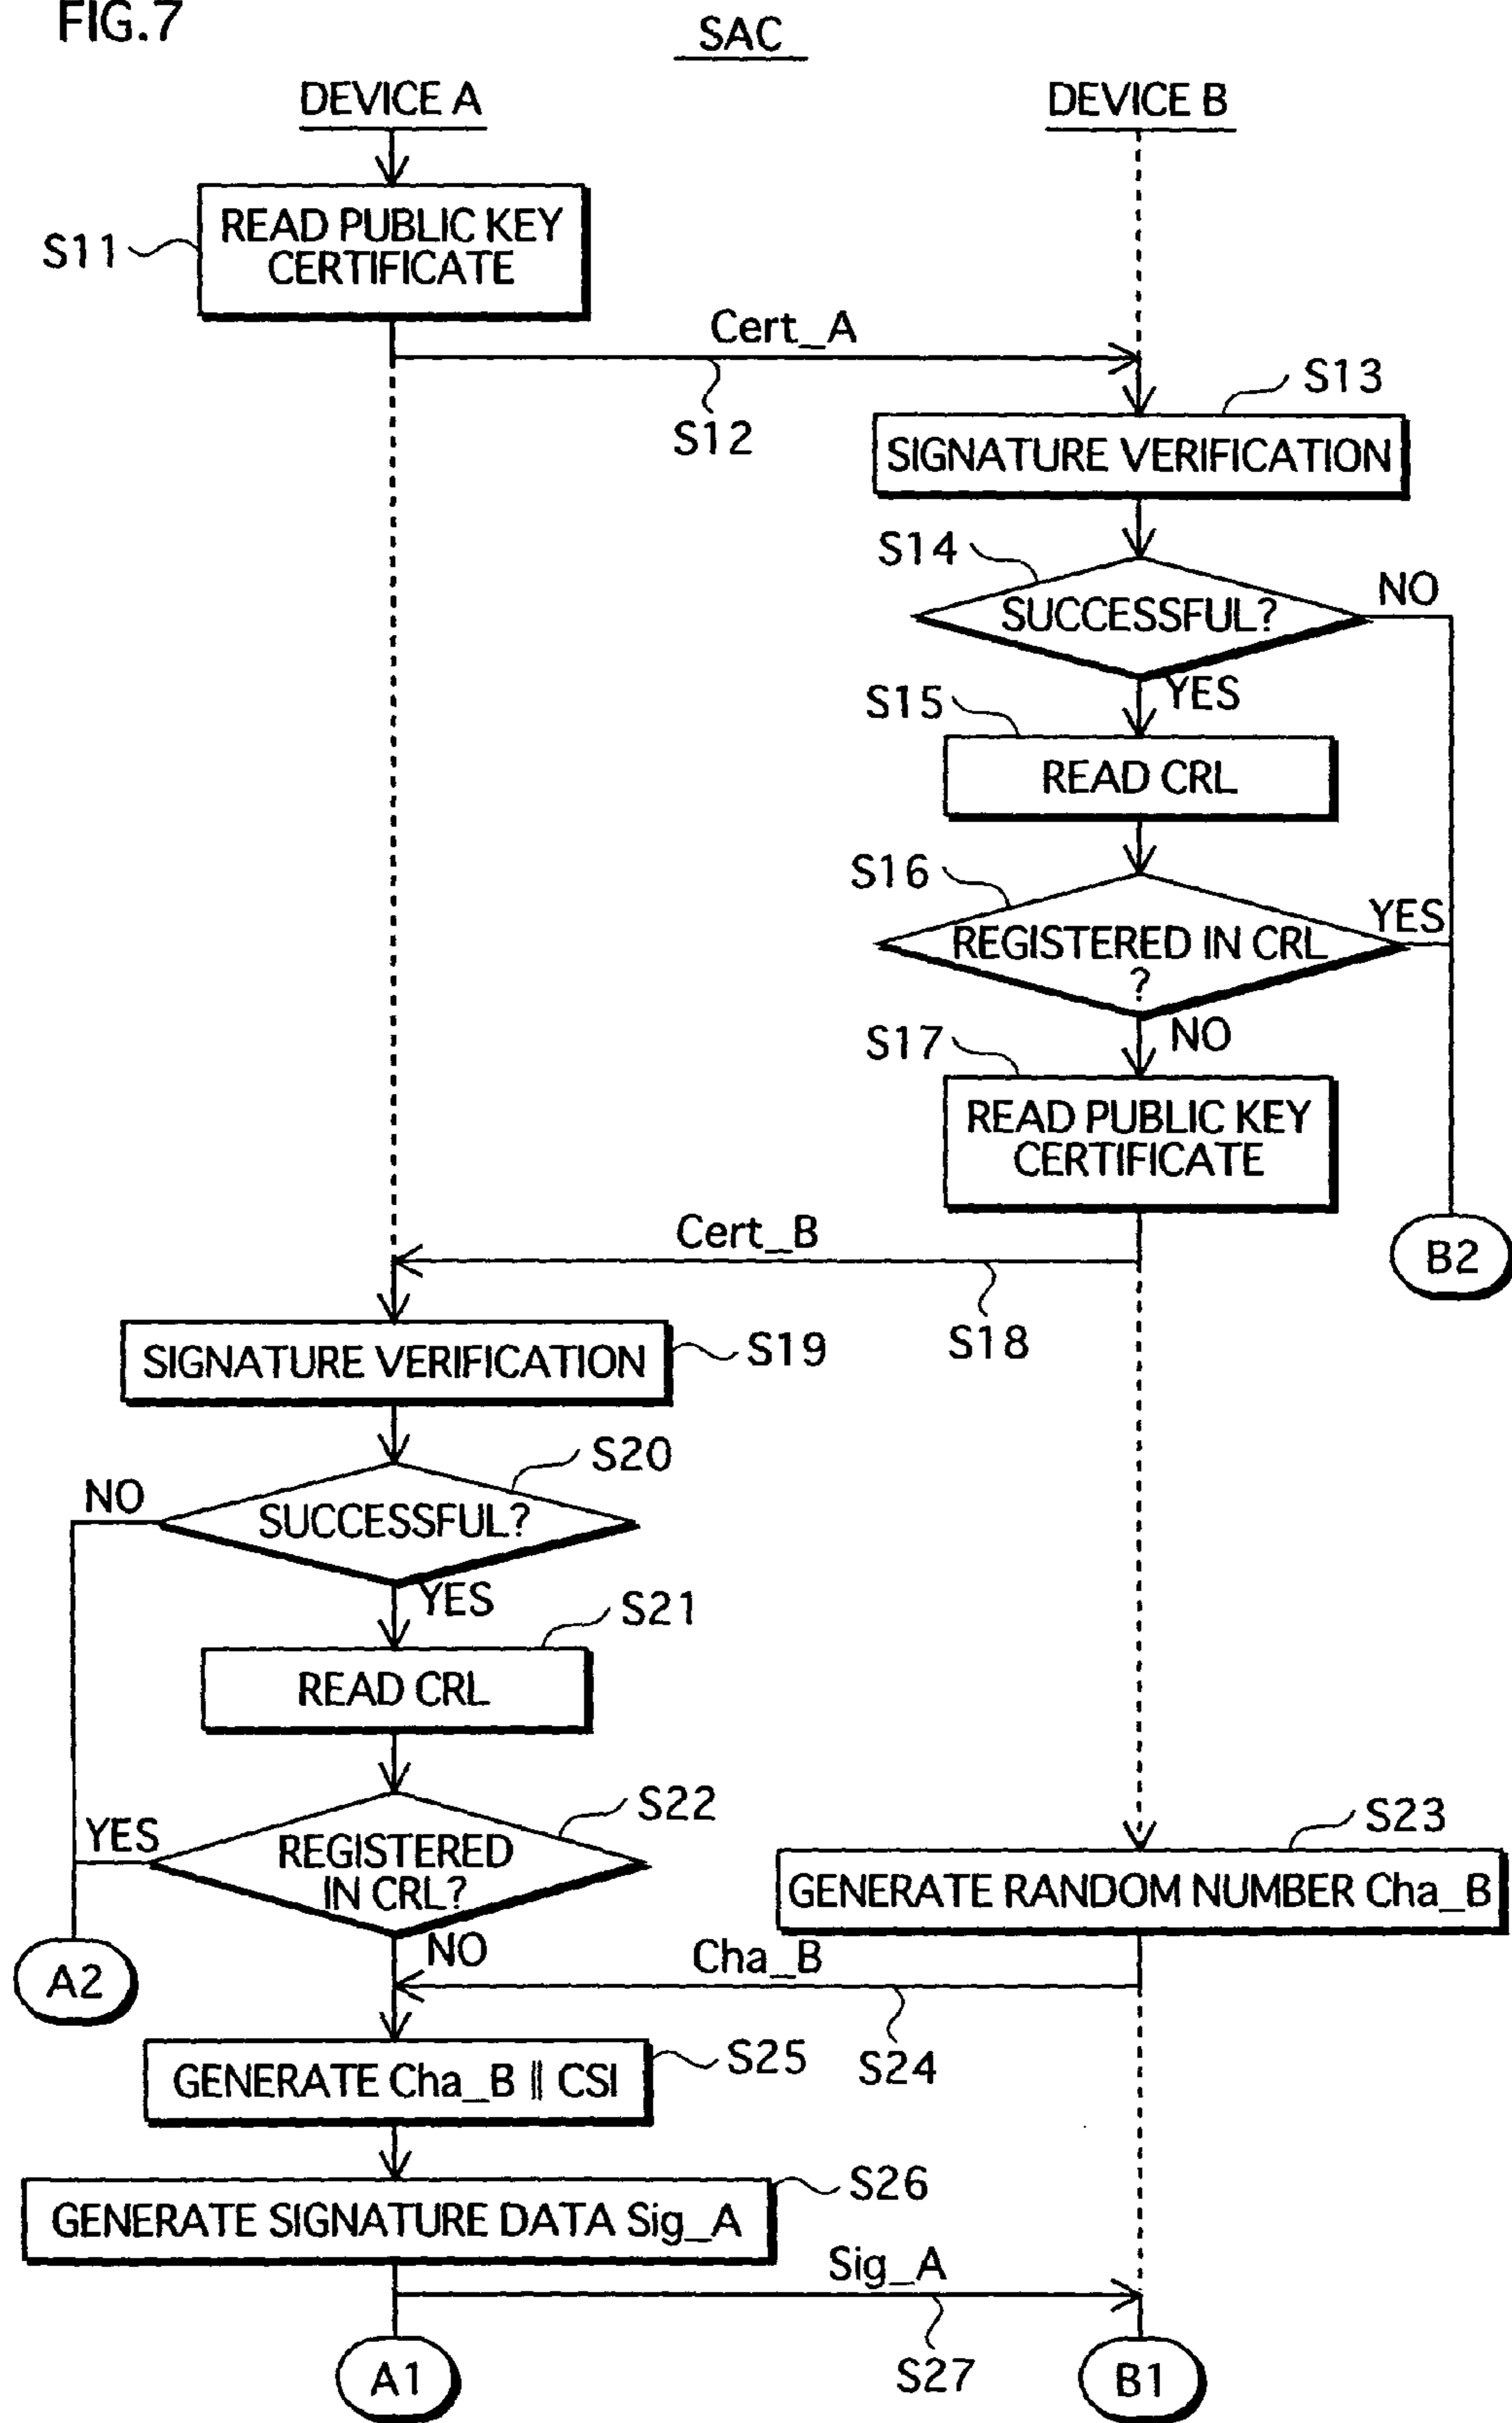 FIG.7
SAC
DEVICE A
DEVICE B
S11
READ PUBLIC KEY
CERTIFICATE
Cert_A
S12
S13
SIGNATURE VERIFICATION
S14
SUCCESSFUL?
NO
YES
S15
READ CRL
S16
REGISTERED IN CRL
?
YES
NO
S17
READ PUBLIC KEY
CERTIFICATE
B2
Cert_B
S18
SIGNATURE VERIFICATION
S19
S20
SUCCESSFUL?
NO
YES
S21
READ CRL
S22
REGISTERED
IN CRL?
YES
NO
A2
S23
GENERATE RANDOM NUMBER Cha_B
Cha_B
S24
GENERATE Cha_B || CSI
S25
S26
GENERATE SIGNATURE DATA Sig_A
Sig_A
S27
A1
B1